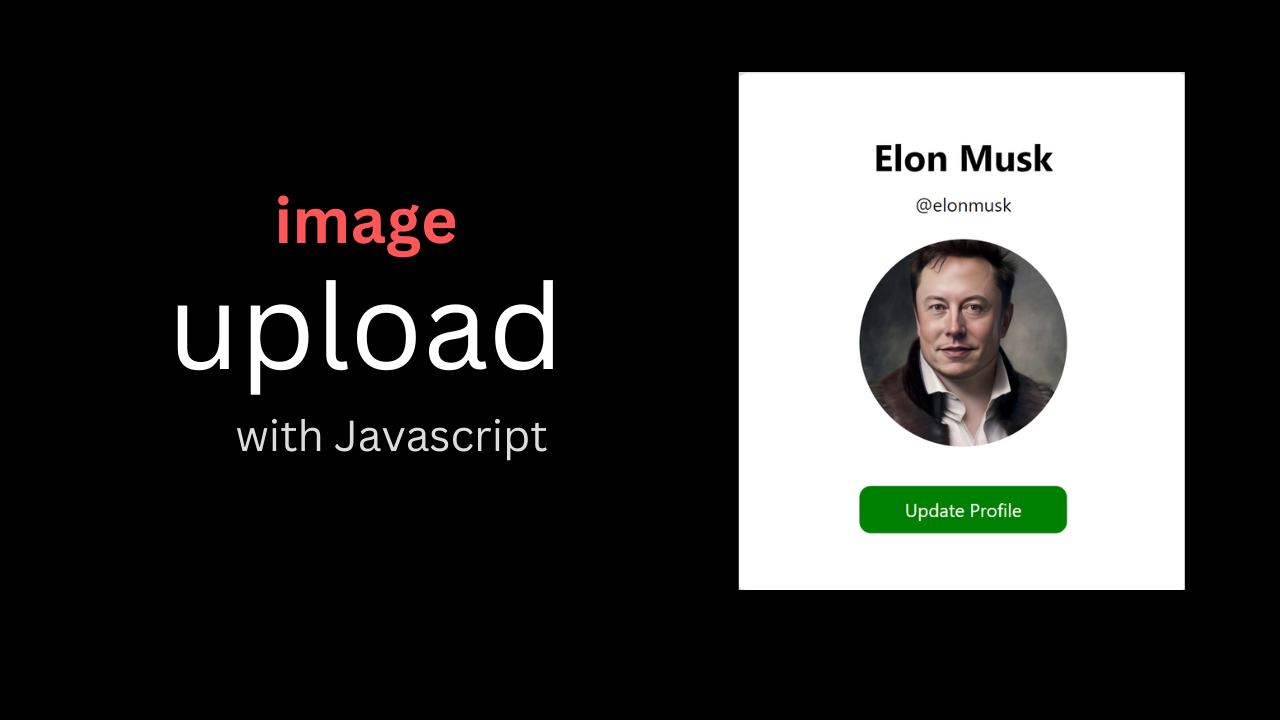 image
upload
with Javascript
Elon Musk
@elonmusk
Update Profile